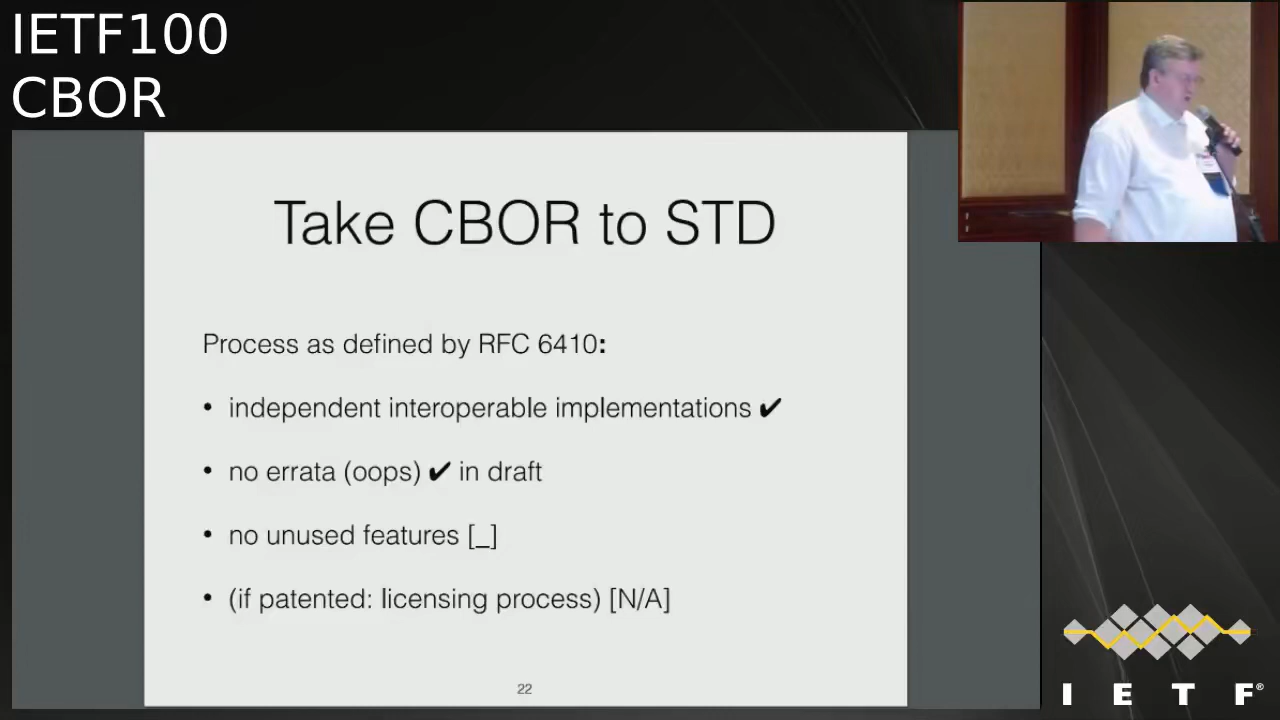 IETF100
CBOR
Take CBOR to STD
Process as defined by RFC 6410:
• independent interoperable implementations ✔
• no errata (oops) ✔ in draft
• no unused features [_]
• (if patented: licensing process) [N/A]
22
I E T F®